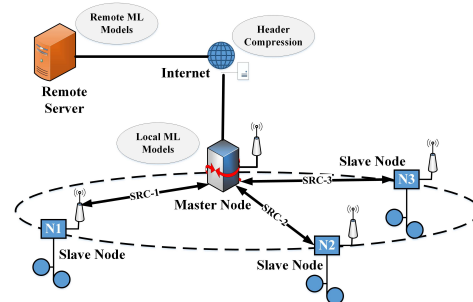 Remote ML
Models
Header
Compression
Internet
Remote
Server
Local ML
Models
Slave Node
N3
SRC-1
SRC-3
Master Node
SRC-2
N1
Slave Node
N2
Slave Node